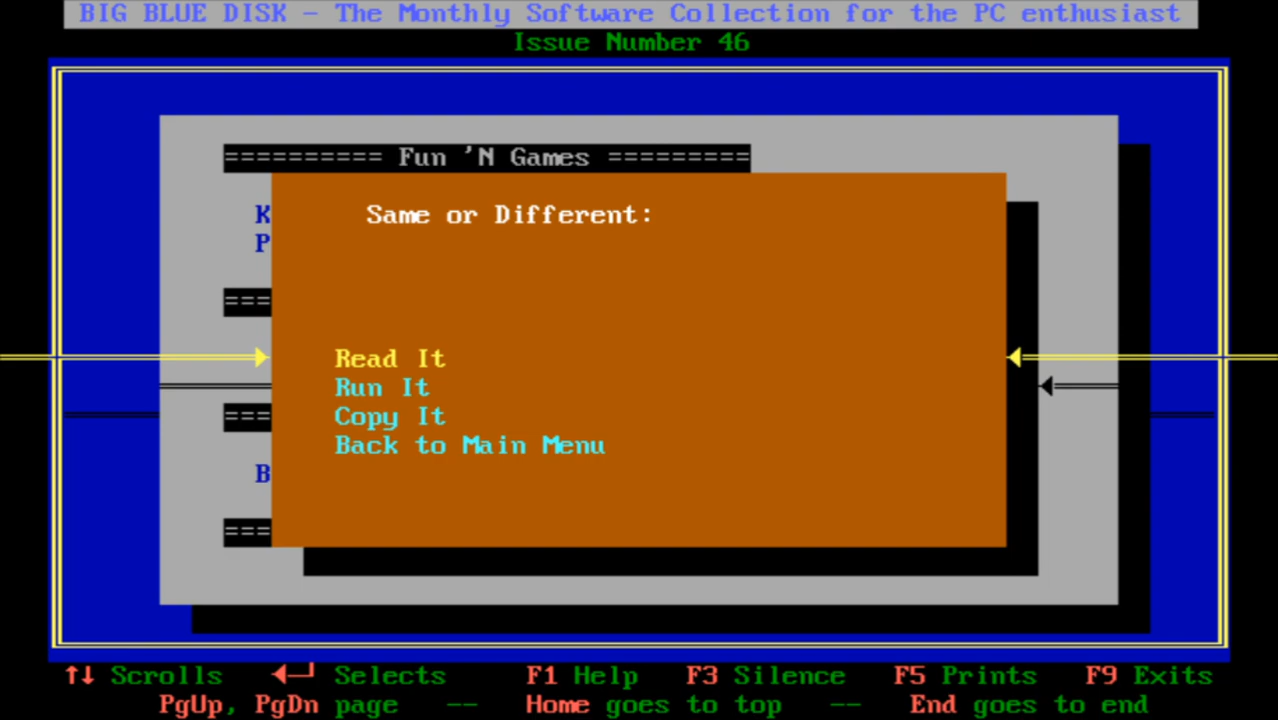 BIG BLUE DISK - The Monthly Software Collection for the PC enthusiast
Issue Number 46
========== Fun 'N Games =========
K
Same or Different:
P
===
Read It
Run It
Copy It
===
Back to Main Menu
B
===
↑↓ Scrolls ◄─┘ Selects F1 Help F3 Silence F5 Prints F9 Exits
PgUp, PgDn page -- Home goes to top -- End goes to end